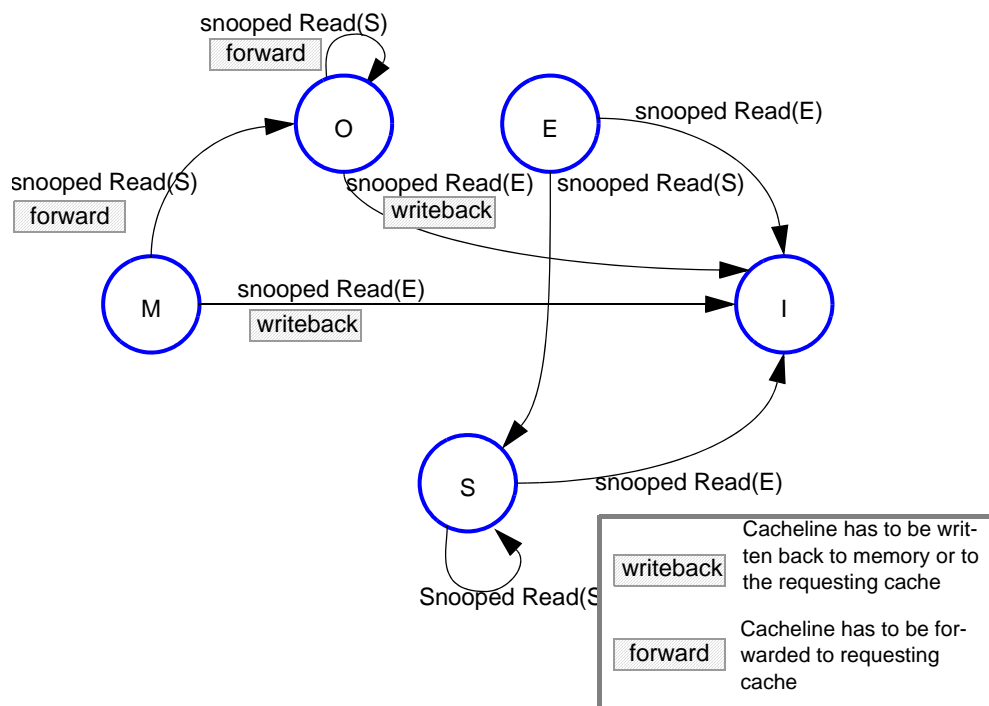 snooped Read(S)
forward
O
E
snooped Read(E)
snooped Read(S)
forward
snooped Read(E)
writeback
snooped Read(S)
M
snooped Read(E)
writeback
I
S
snooped Read(E)
Snooped Read(S
writeback
Cacheline has to be writ-
ten back to memory or to
the requesting cache
forward
Cacheline has to be for-
warded to requesting
cache